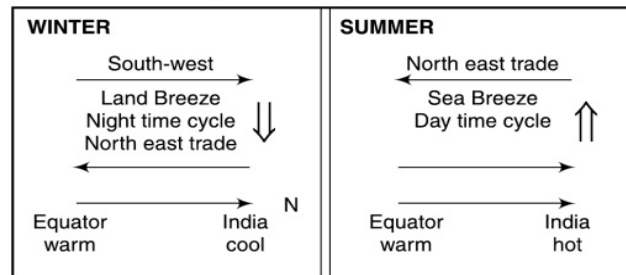 WINTER
South-west
Land Breeze
Night time cycle
North east trade
N
Equator
warm
India
cool
SUMMER
North east trade
Sea Breeze
Day time cycle
Equator
warm
India
hot